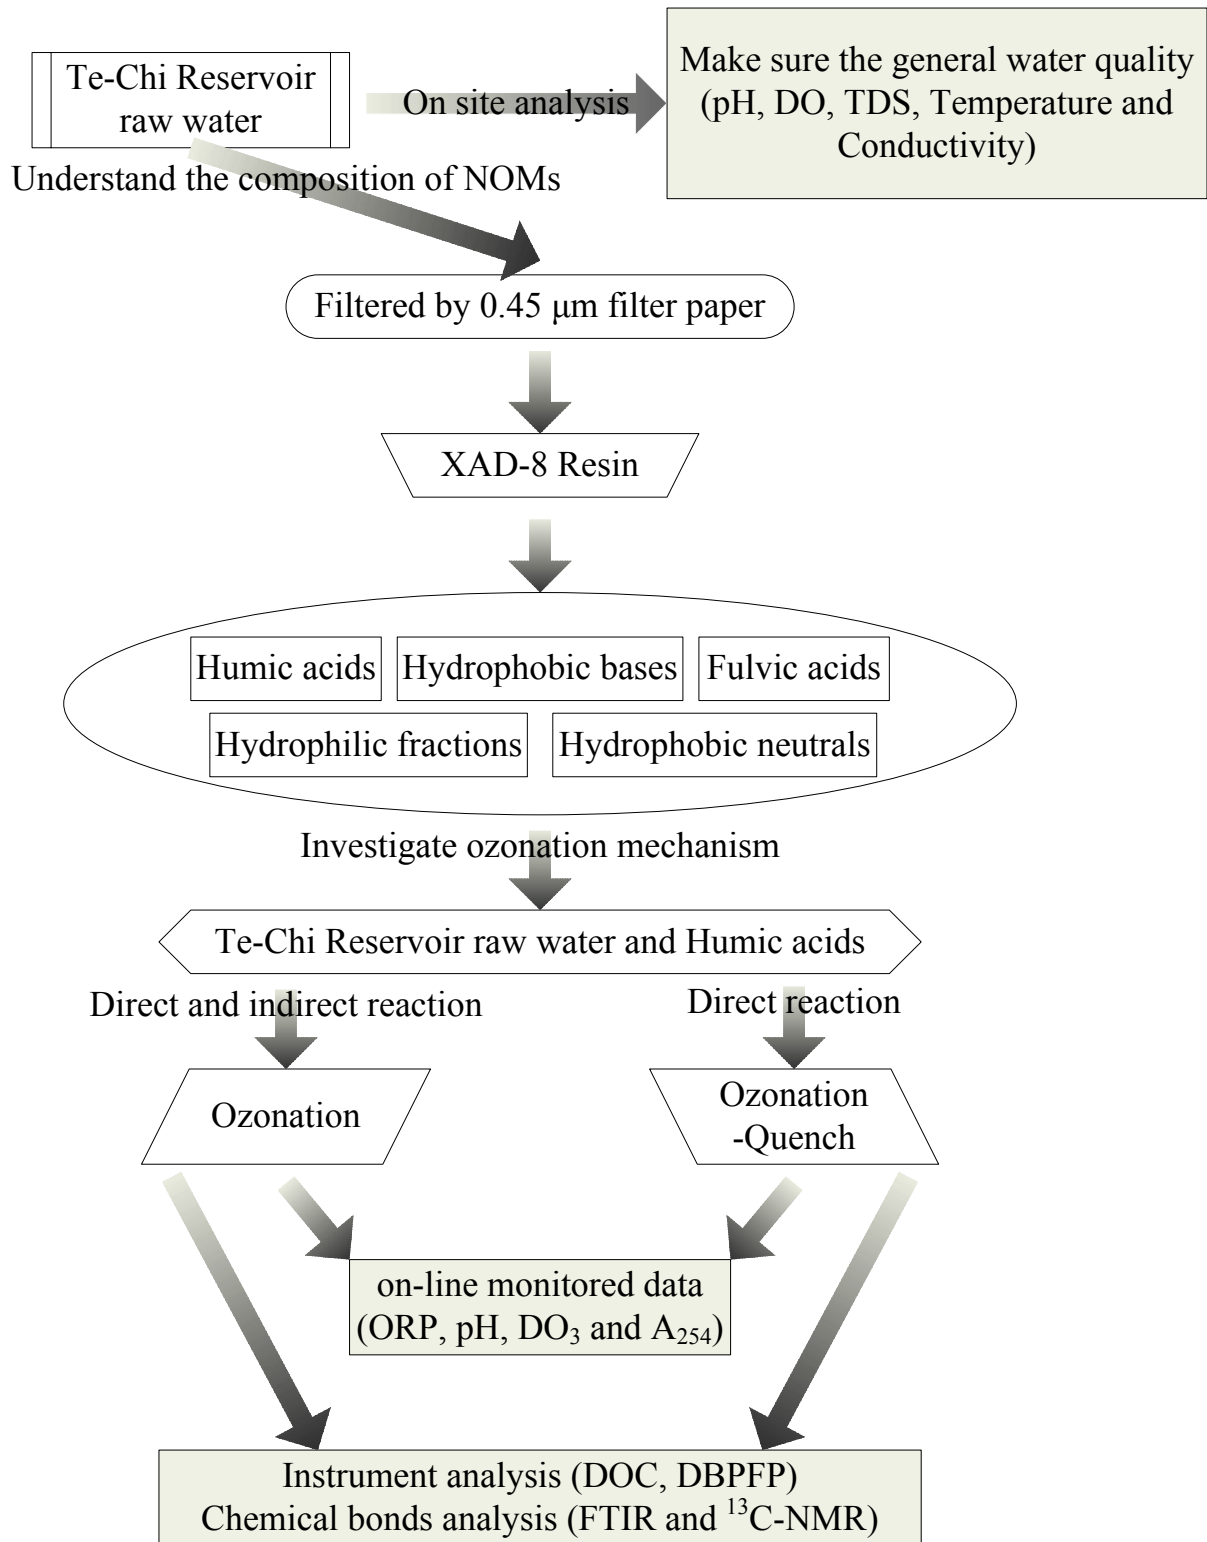 Te-Chi Reservoir
raw water
On site analysis
Make sure the general water quality
(pH, DO, TDS, Temperature and
Conductivity)
Understand the composition of NOMs
Filtered by 0.45 μm filter paper
XAD-8 Resin
Humic acids
Hydrophobic bases
Fulvic acids
Hydrophilic fractions
Hydrophobic neutrals
Investigate ozonation mechanism
Te-Chi Reservoir raw water and Humic acids
Direct and indirect reaction
Direct reaction
Ozonation
Ozonation
-Quench
on-line monitored data
(ORP, pH, DO₃ and A₂₅₄)
Instrument analysis (DOC, DBPFP)
Chemical bonds analysis (FTIR and ¹³C-NMR)